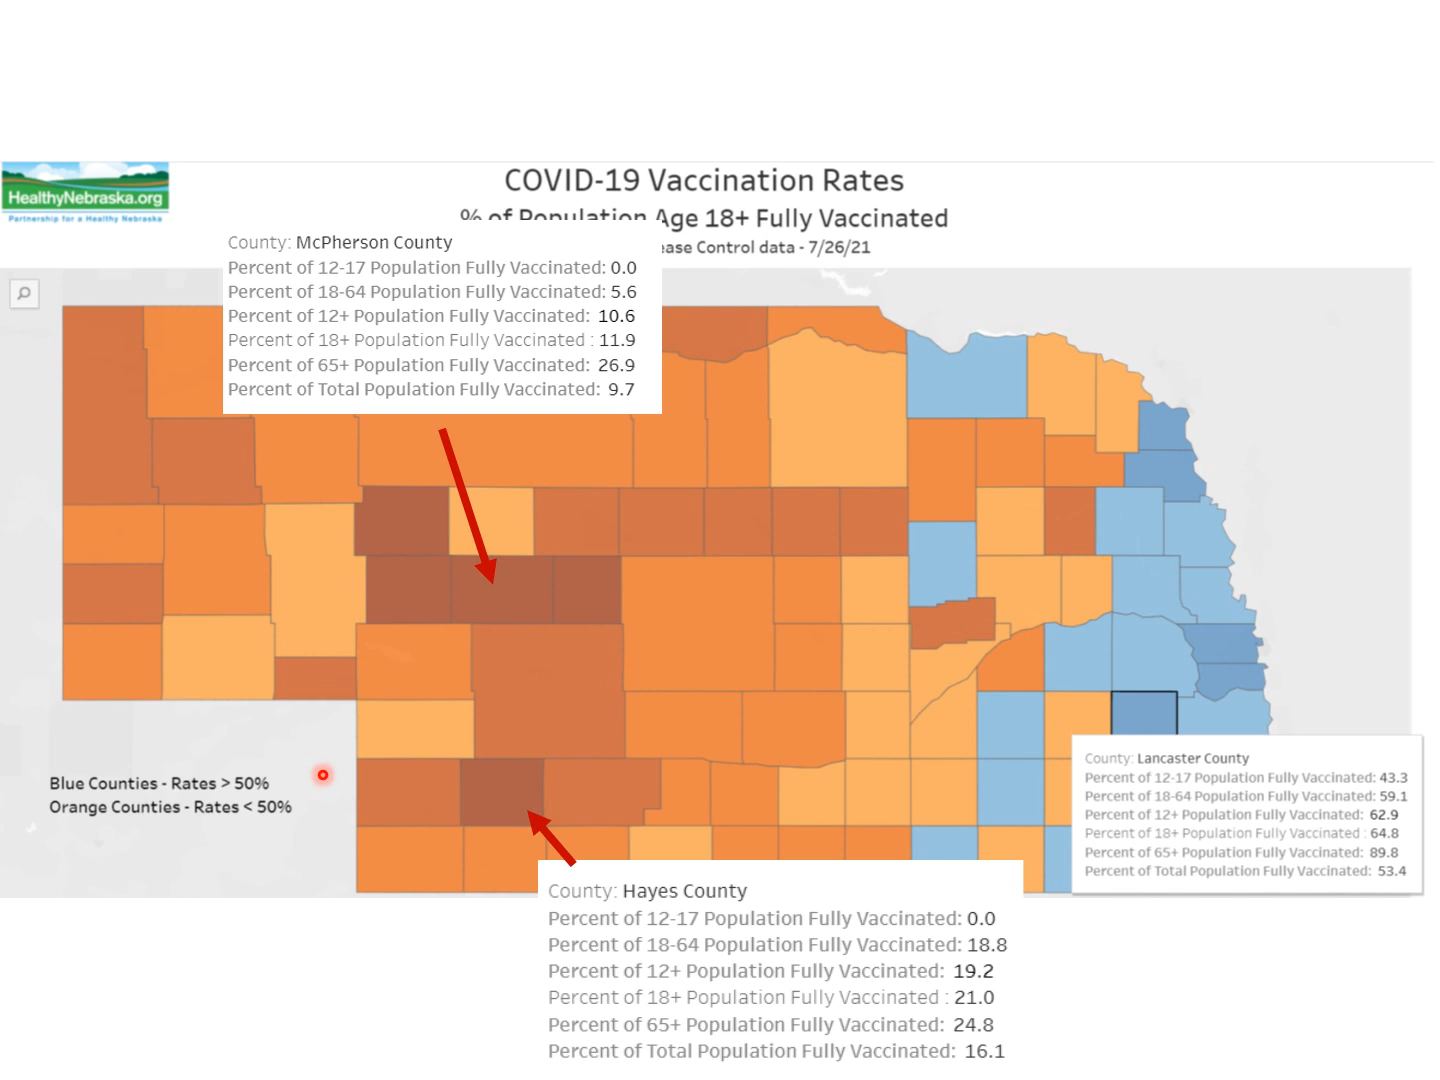 HealthyNebraska.org
Partnership for a Healthy Nebraska
COVID-19 Vaccination Rates
% of Population Age 18+ Fully Vaccinated
ease Control data - 7/26/21
County: McPherson County
Percent of 12-17 Population Fully Vaccinated: 0.0
Percent of 18-64 Population Fully Vaccinated: 5.6
Percent of 12+ Population Fully Vaccinated: 10.6
Percent of 18+ Population Fully Vaccinated : 11.9
Percent of 65+ Population Fully Vaccinated: 26.9
Percent of Total Population Fully Vaccinated: 9.7
Blue Counties - Rates > 50%
Orange Counties - Rates < 50%
County: Lancaster County
Percent of 12-17 Population Fully Vaccinated: 43.3
Percent of 18-64 Population Fully Vaccinated: 59.1
Percent of 12+ Population Fully Vaccinated: 62.9
Percent of 18+ Population Fully Vaccinated : 64.8
Percent of 65+ Population Fully Vaccinated: 89.8
Percent of Total Population Fully Vaccinated: 53.4
County: Hayes County
Percent of 12-17 Population Fully Vaccinated: 0.0
Percent of 18-64 Population Fully Vaccinated: 18.8
Percent of 12+ Population Fully Vaccinated: 19.2
Percent of 18+ Population Fully Vaccinated : 21.0
Percent of 65+ Population Fully Vaccinated: 24.8
Percent of Total Population Fully Vaccinated: 16.1